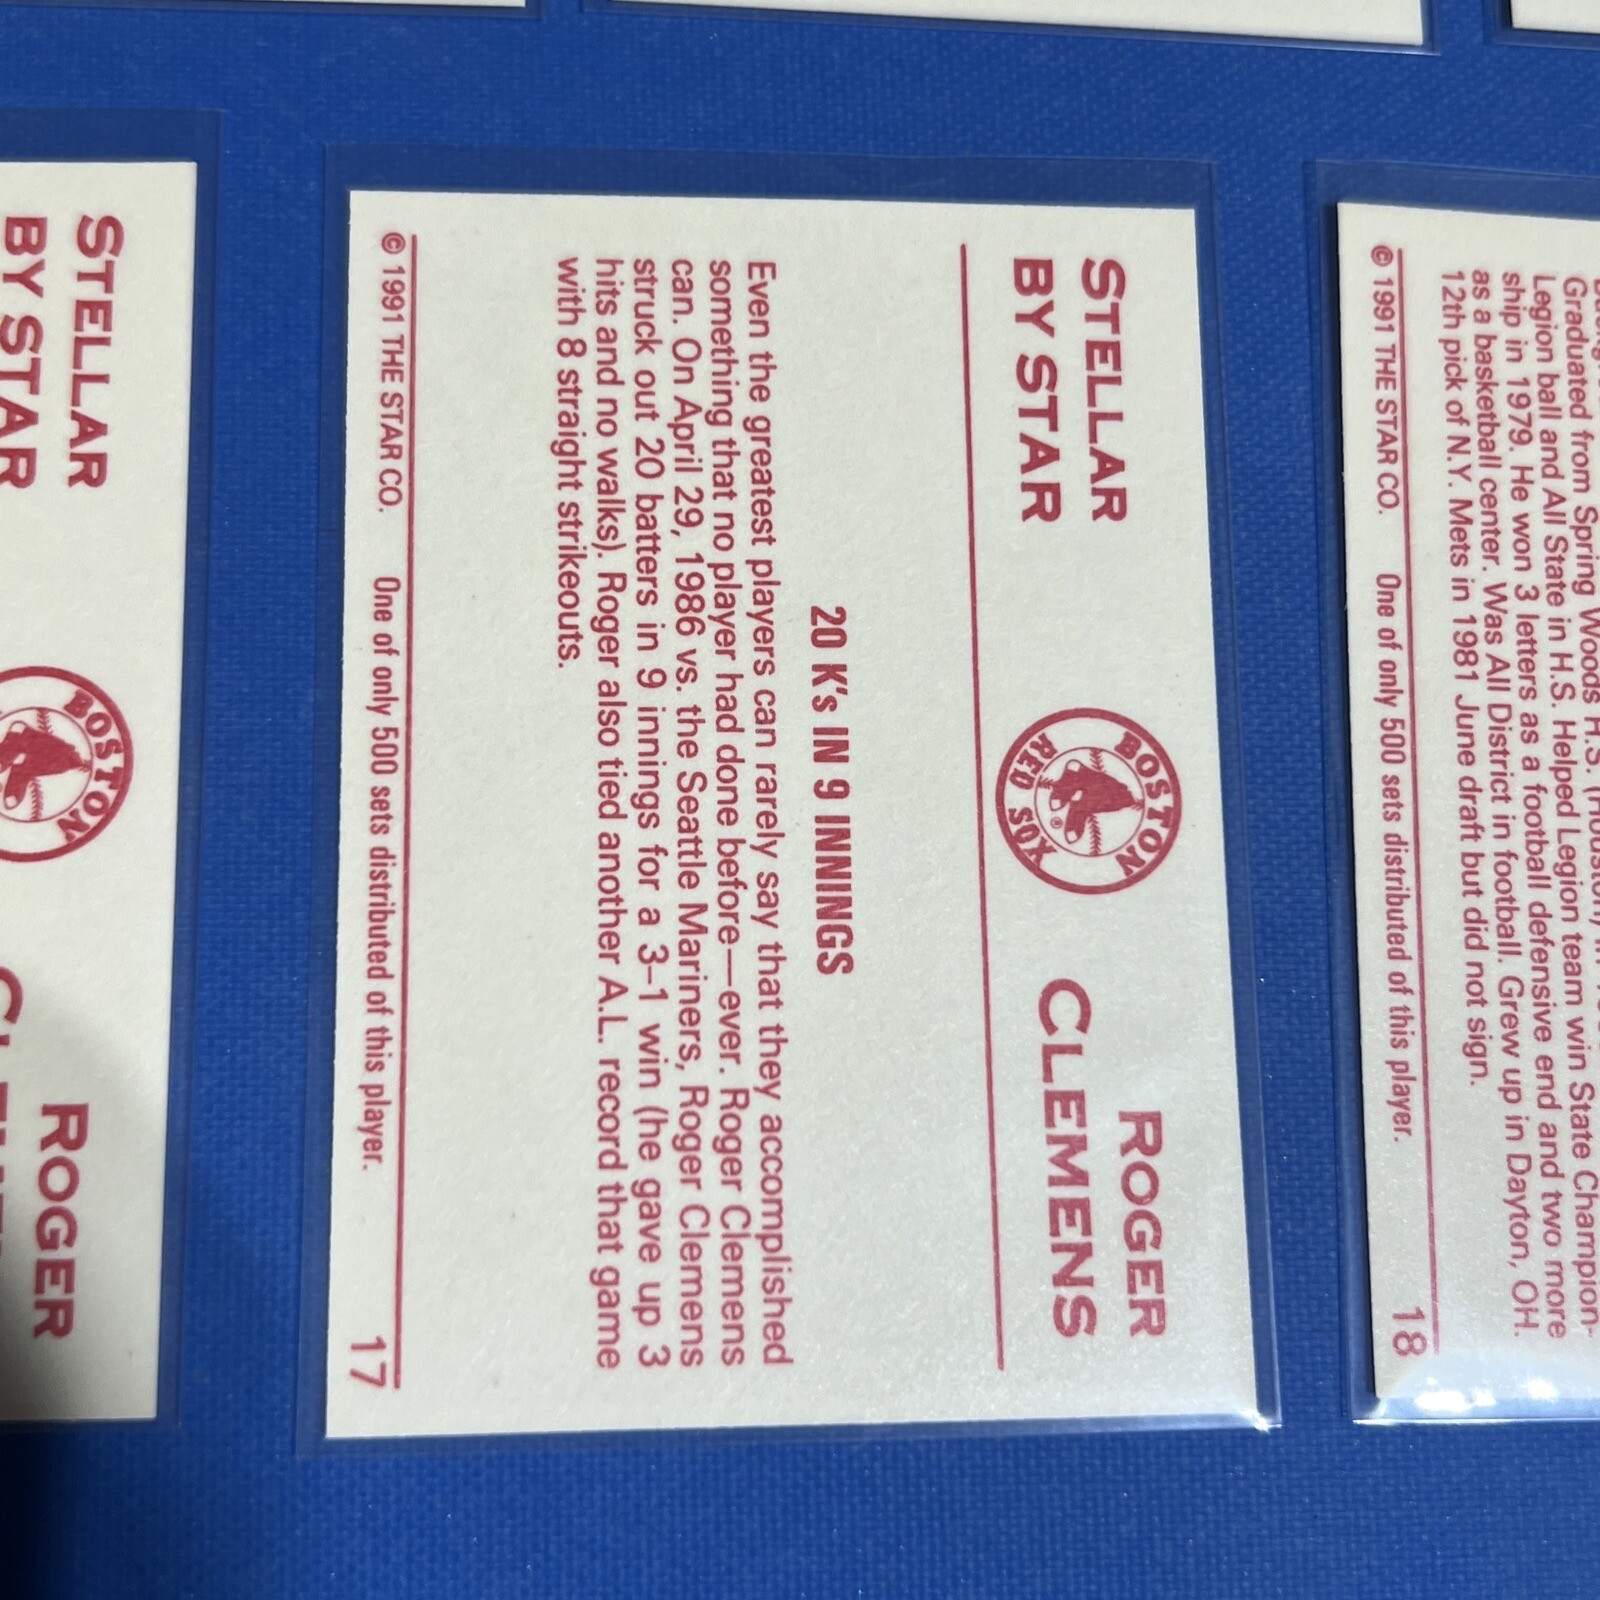 STELLAR
BY STAR
BOSTON
ROGER
STELLAR
BY STAR
BOSTON
RED SOX
®
ROGER
CLEMENS
20 K's IN 9 INNINGS
Even the greatest players can rarely say that they accomplished
something that no player had done before—ever. Roger Clemens
can. On April 29, 1986 vs. the Seattle Mariners, Roger Clemens
struck out 20 batters in 9 innings for a 3–1 win (he gave up 3
hits and no walks). Roger also tied another A.L. record that game
with 8 straight strikeouts.
© 1991 THE STAR CO. One of only 500 sets distributed of this player. 17
Graduated from Spring Woods H.S. (Houston)
Legion ball and All State in H.S. Helped Legion team win State Champion-
ship in 1979. He won 3 letters as a football defensive end and two more
as a basketball center. Was All District in football. Grew up in Dayton, OH.
12th pick of N.Y. Mets in 1981 June draft but did not sign.
© 1991 THE STAR CO. One of only 500 sets distributed of this player. 18